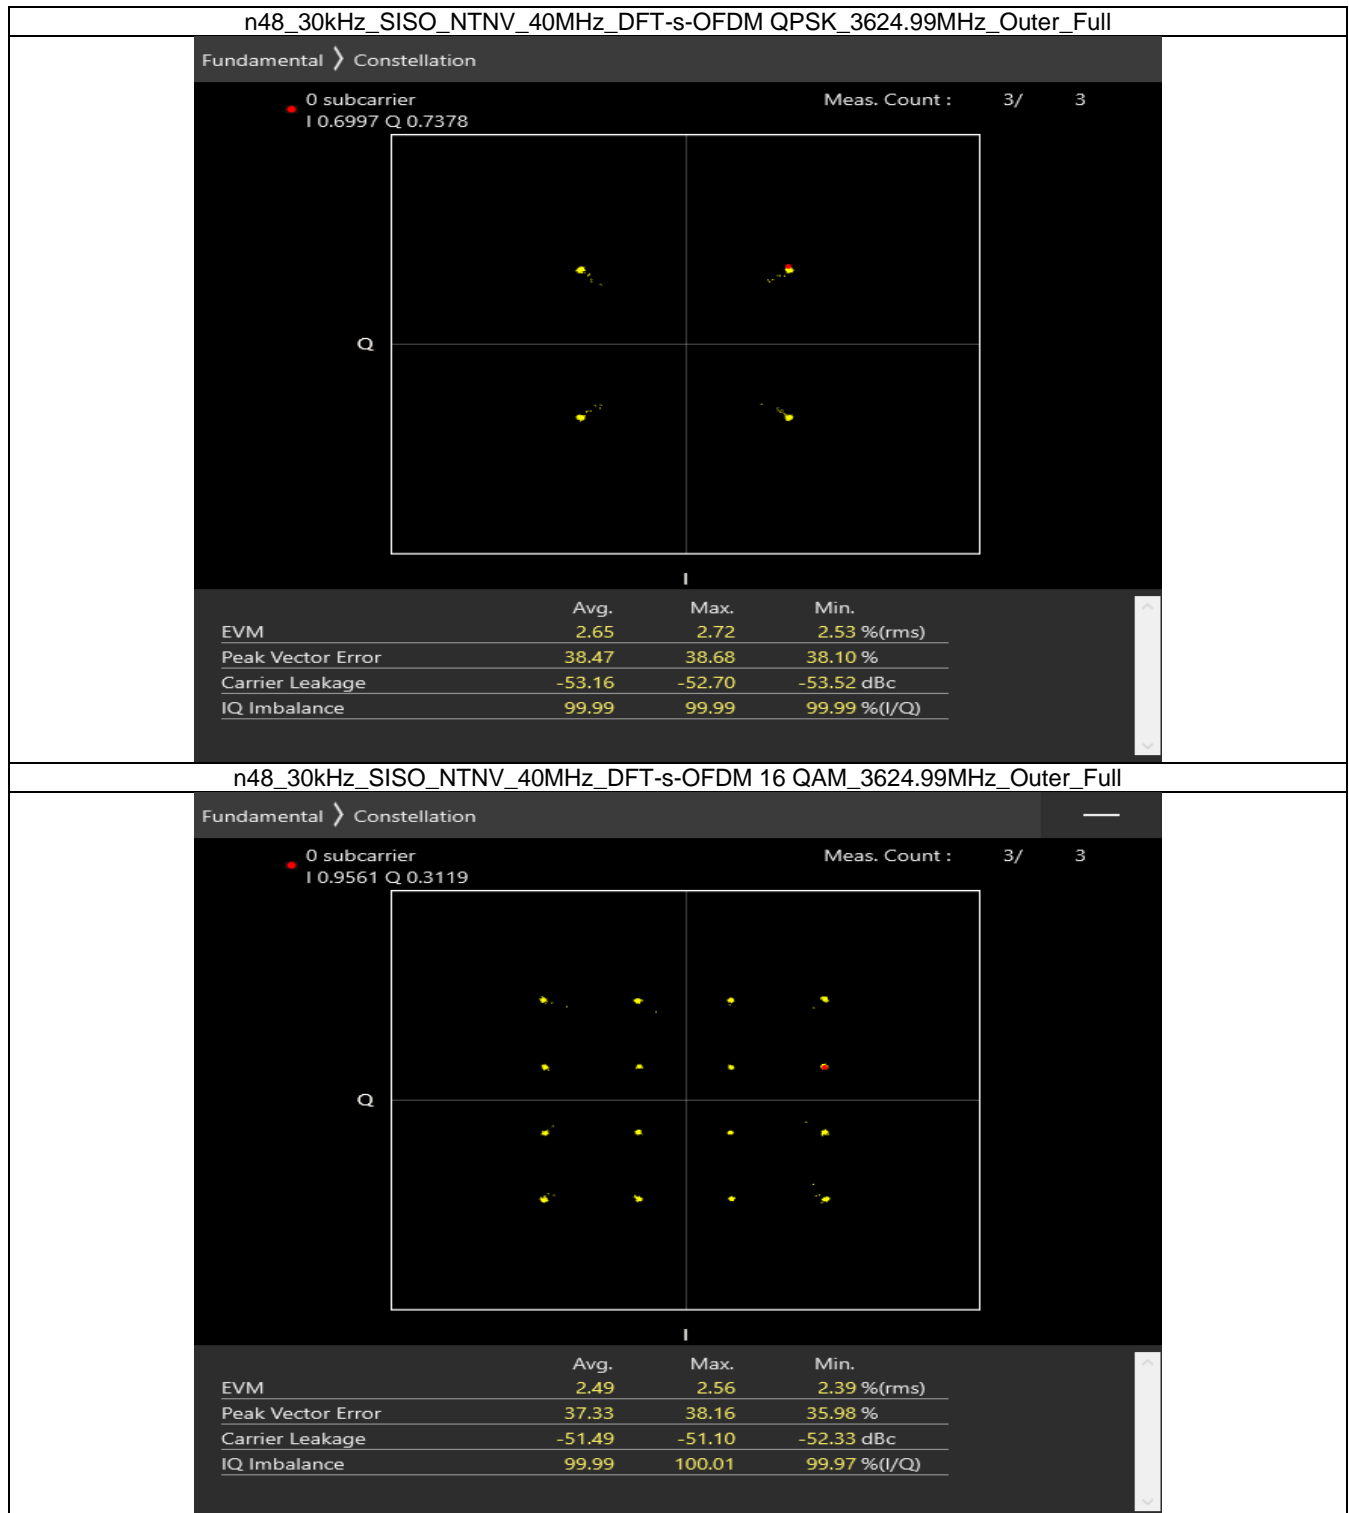 n48_30kHz_SISO_NTNV_40MHz_DFT-s-OFDM QPSK_3624.99MHz_Outer_Full
Fundamental 〉 Constellation
0 subcarrier Meas. Count : 3/ 3
I 0.6997 Q 0.7378
Q
I
Avg. Max. Min.
EVM 2.65 2.72 2.53 %(rms)
Peak Vector Error 38.47 38.68 38.10 %
Carrier Leakage -53.16 -52.70 -53.52 dBc
IQ Imbalance 99.99 99.99 99.99 %(I/Q)
n48_30kHz_SISO_NTNV_40MHz_DFT-s-OFDM 16 QAM_3624.99MHz_Outer_Full
Fundamental 〉 Constellation
0 subcarrier Meas. Count : 3/ 3
I 0.9561 Q 0.3119
Q
I
Avg. Max. Min.
EVM 2.49 2.56 2.39 %(rms)
Peak Vector Error 37.33 38.16 35.98 %
Carrier Leakage -51.49 -51.10 -52.33 dBc
IQ Imbalance 99.99 100.01 99.97 %(I/Q)